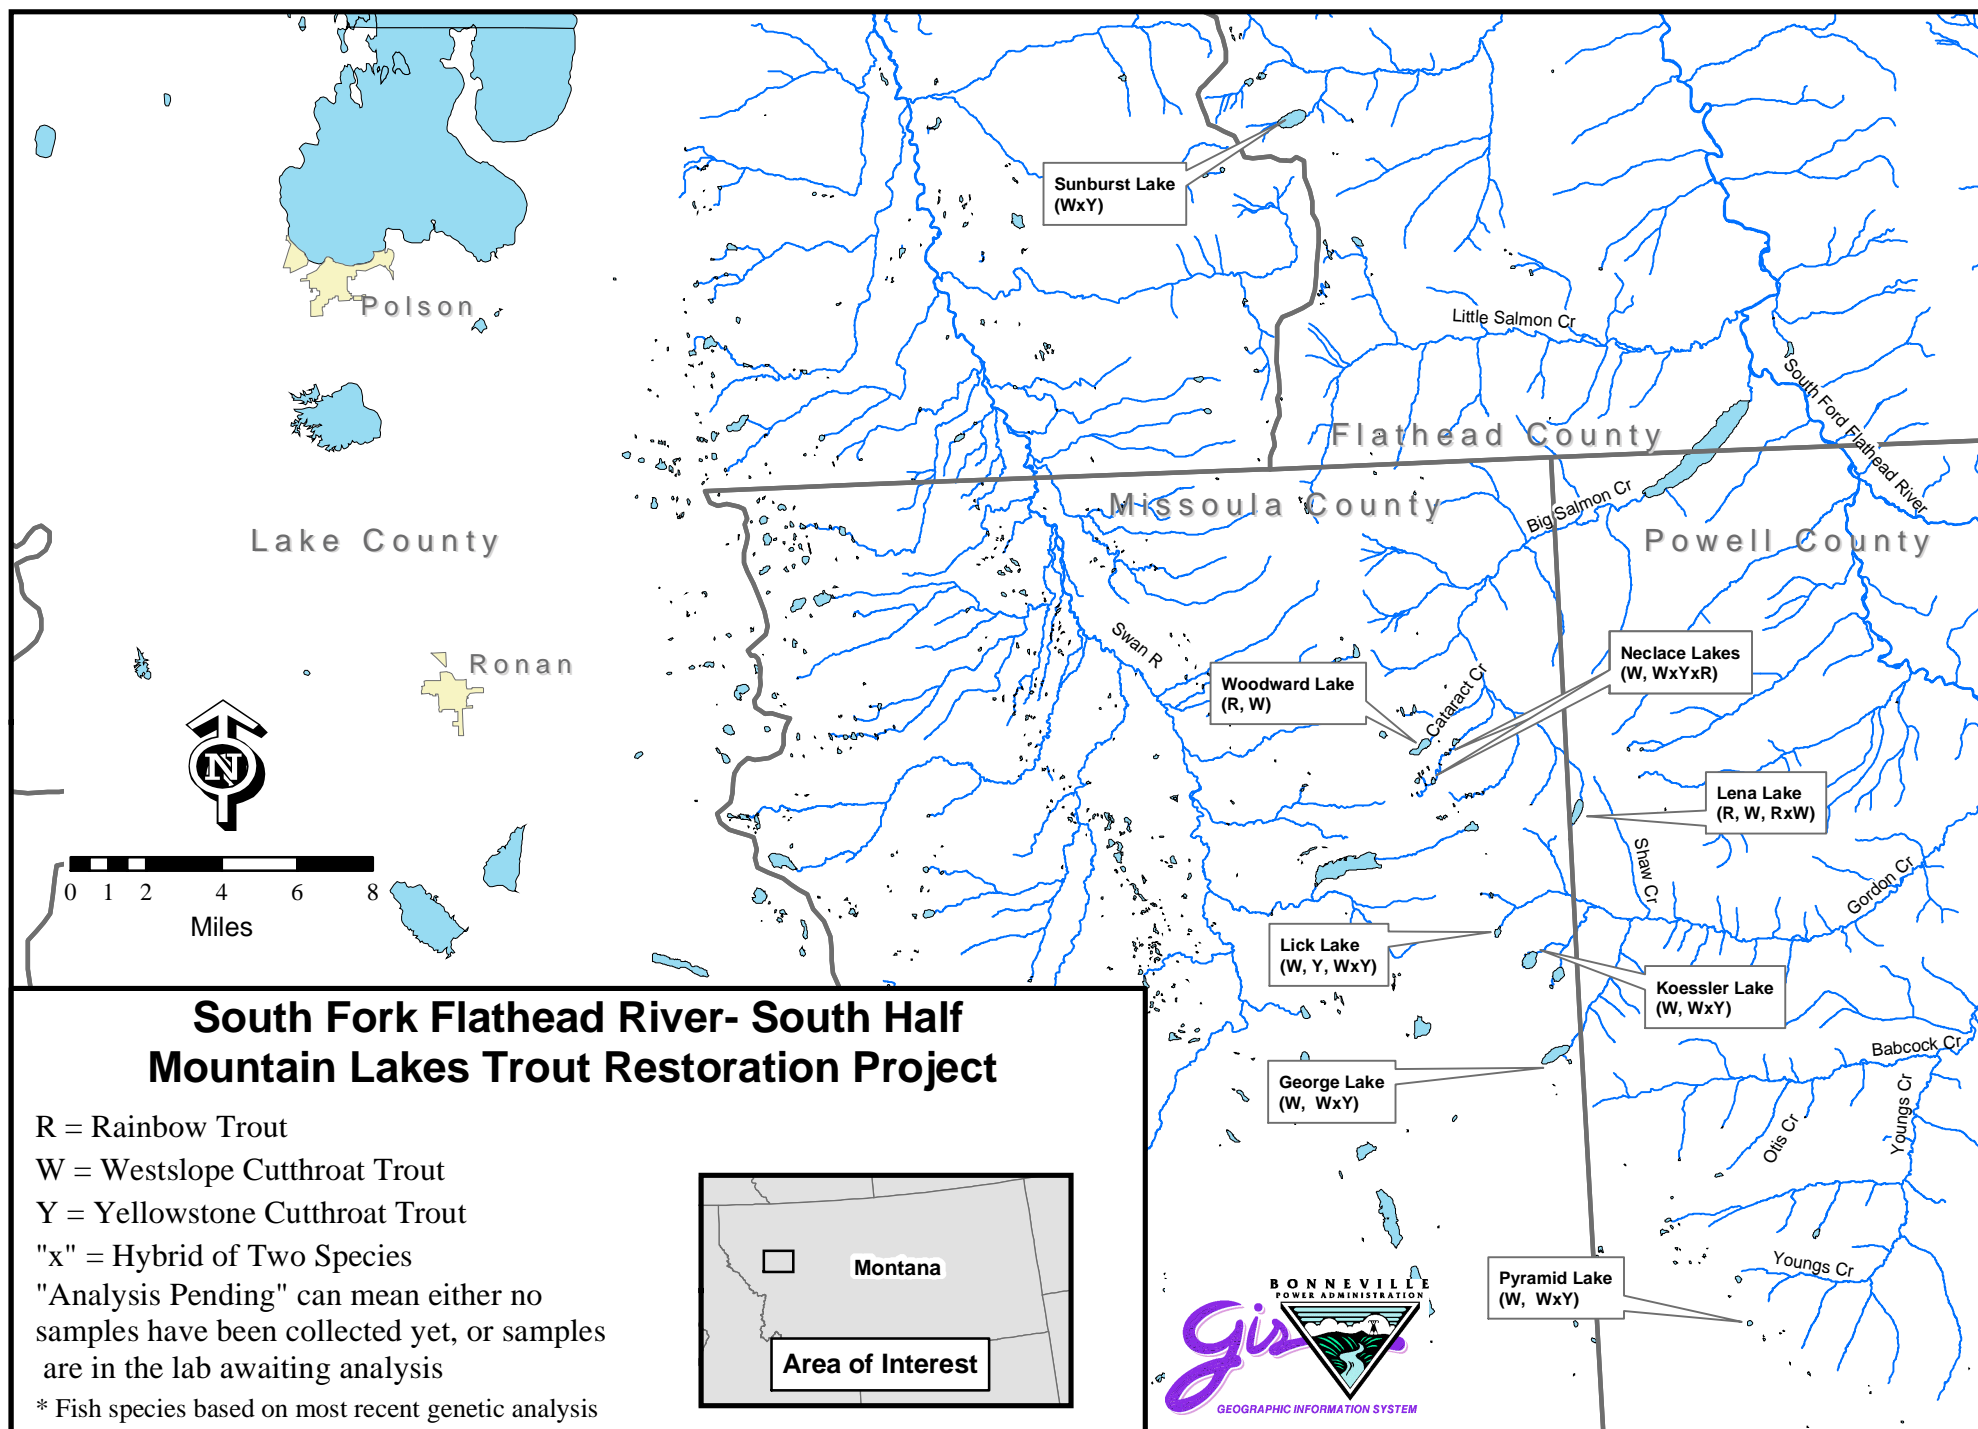 Sunburst Lake
(WxY)
Polson
Little Salmon Cr
South Ford Flathead River
Flathead County
Missoula County
Big Salmon Cr
Powell County
Lake County
Swan R
Ronan
Neclace Lakes
(W, WxYxR)
Woodward Lake
(R, W)
Cataract Cr
N
Lena Lake
(R, W, RxW)
Shaw Cr
Gordon Cr
0 1 2 4 6 8
Miles
Lick Lake
(W, Y, WxY)
Koessler Lake
(W, WxY)
George Lake
(W, WxY)
Babcock Cr
Youngs Cr
Otis Cr
Youngs Cr
Pyramid Lake
(W, WxY)
South Fork Flathead River- South Half
Mountain Lakes Trout Restoration Project
R = Rainbow Trout
W = Westslope Cutthroat Trout
Y = Yellowstone Cutthroat Trout
"x" = Hybrid of Two Species
"Analysis Pending" can mean either no
samples have been collected yet, or samples
are in the lab awaiting analysis
* Fish species based on most recent genetic analysis
Montana
Area of Interest
BONNEVILLE
POWER ADMINISTRATION
Gis
GEOGRAPHIC INFORMATION SYSTEM